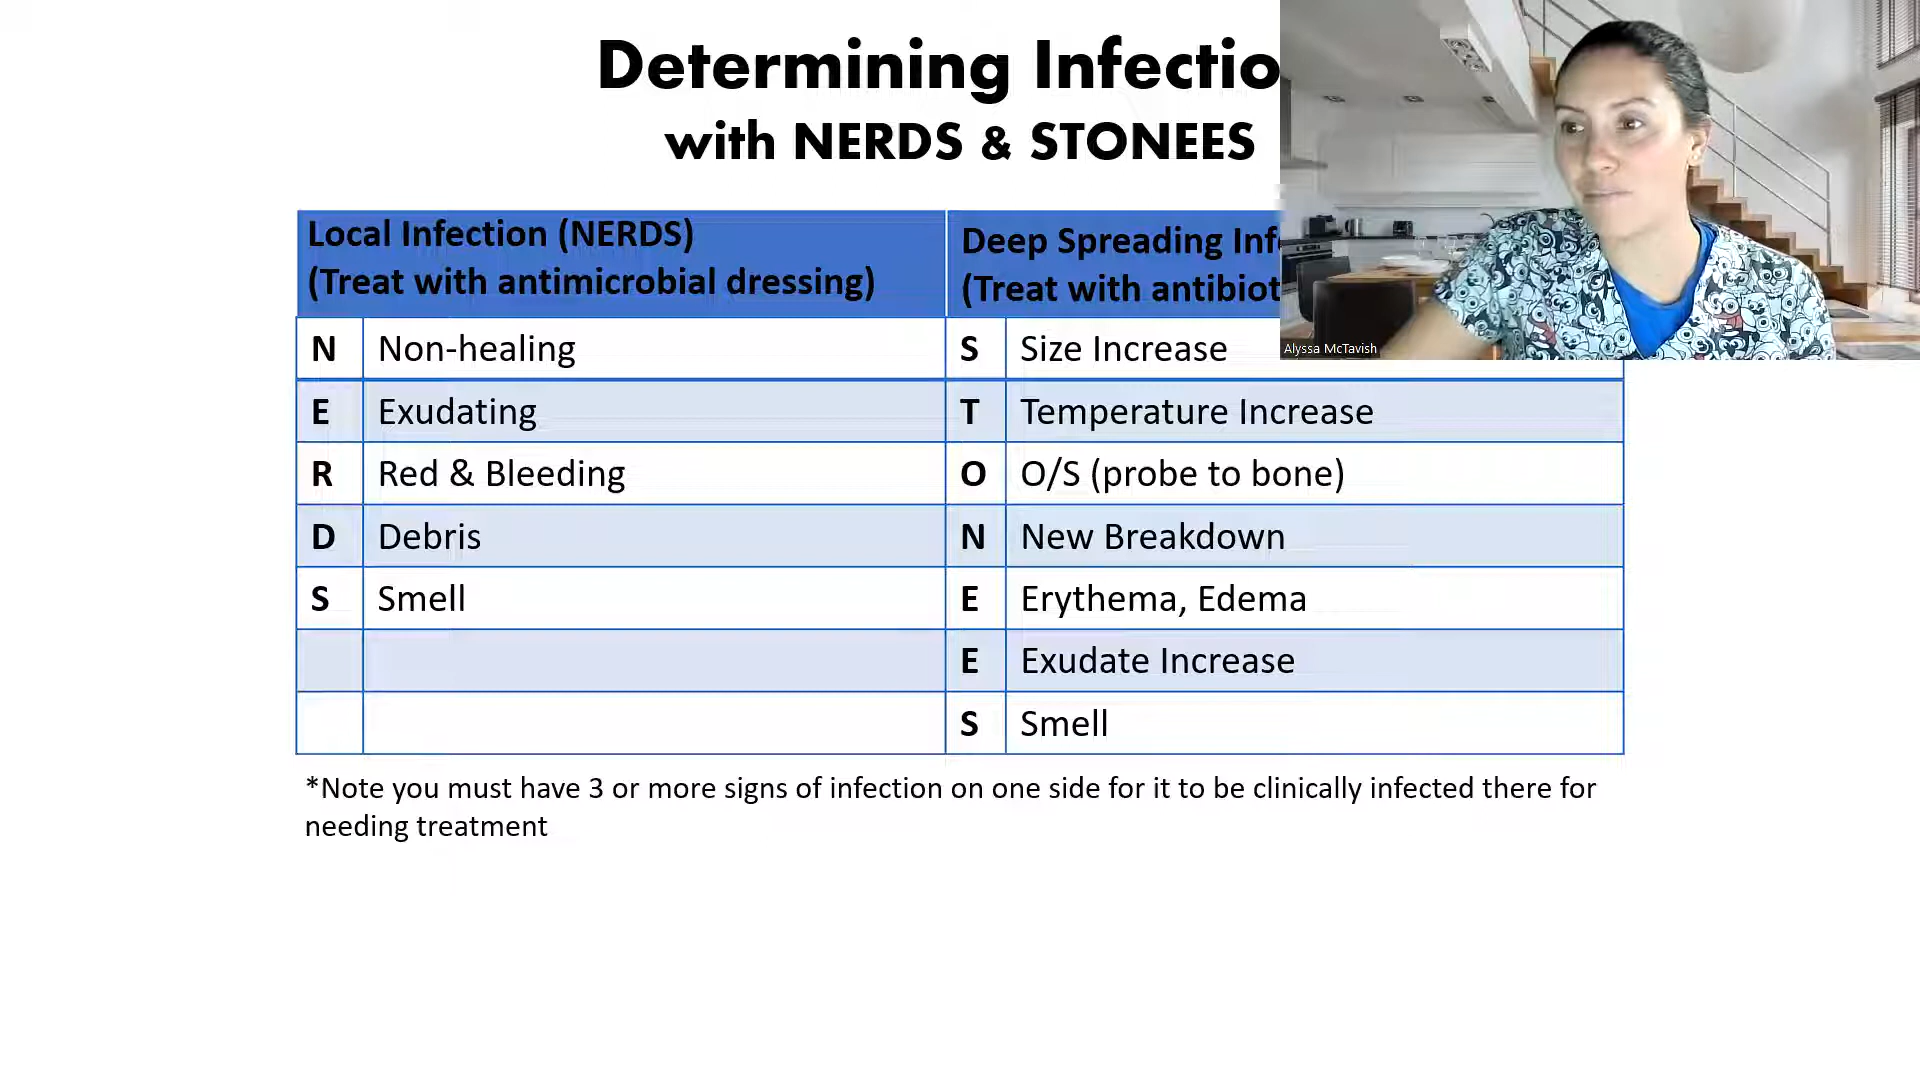 Determining Infectio
with NERDS & STONEES
Local Infection (NERDS)
(Treat with antimicrobial dressing)
Deep Spreading Inf
(Treat with antibiot
N Non-healing
S Size Increase
E Exudating
T Temperature Increase
R Red & Bleeding
O O/S (probe to bone)
D Debris
N New Breakdown
S Smell
E Erythema, Edema
E Exudate Increase
S Smell
*Note you must have 3 or more signs of infection on one side for it to be clinically infected there for
needing treatment
Alyssa McTavish